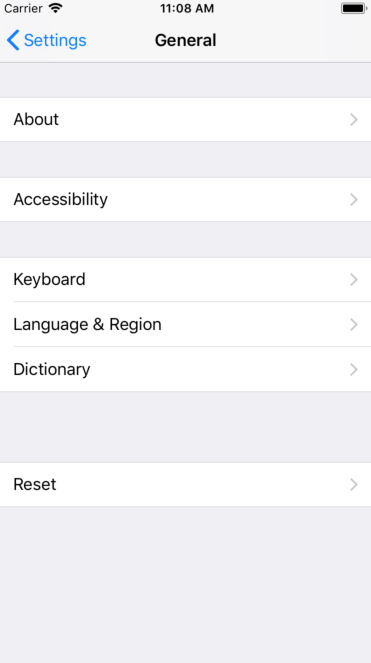 Carrier 11:08 AM
Settings General
About
Accessibility
Keyboard
Language & Region
Dictionary
Reset